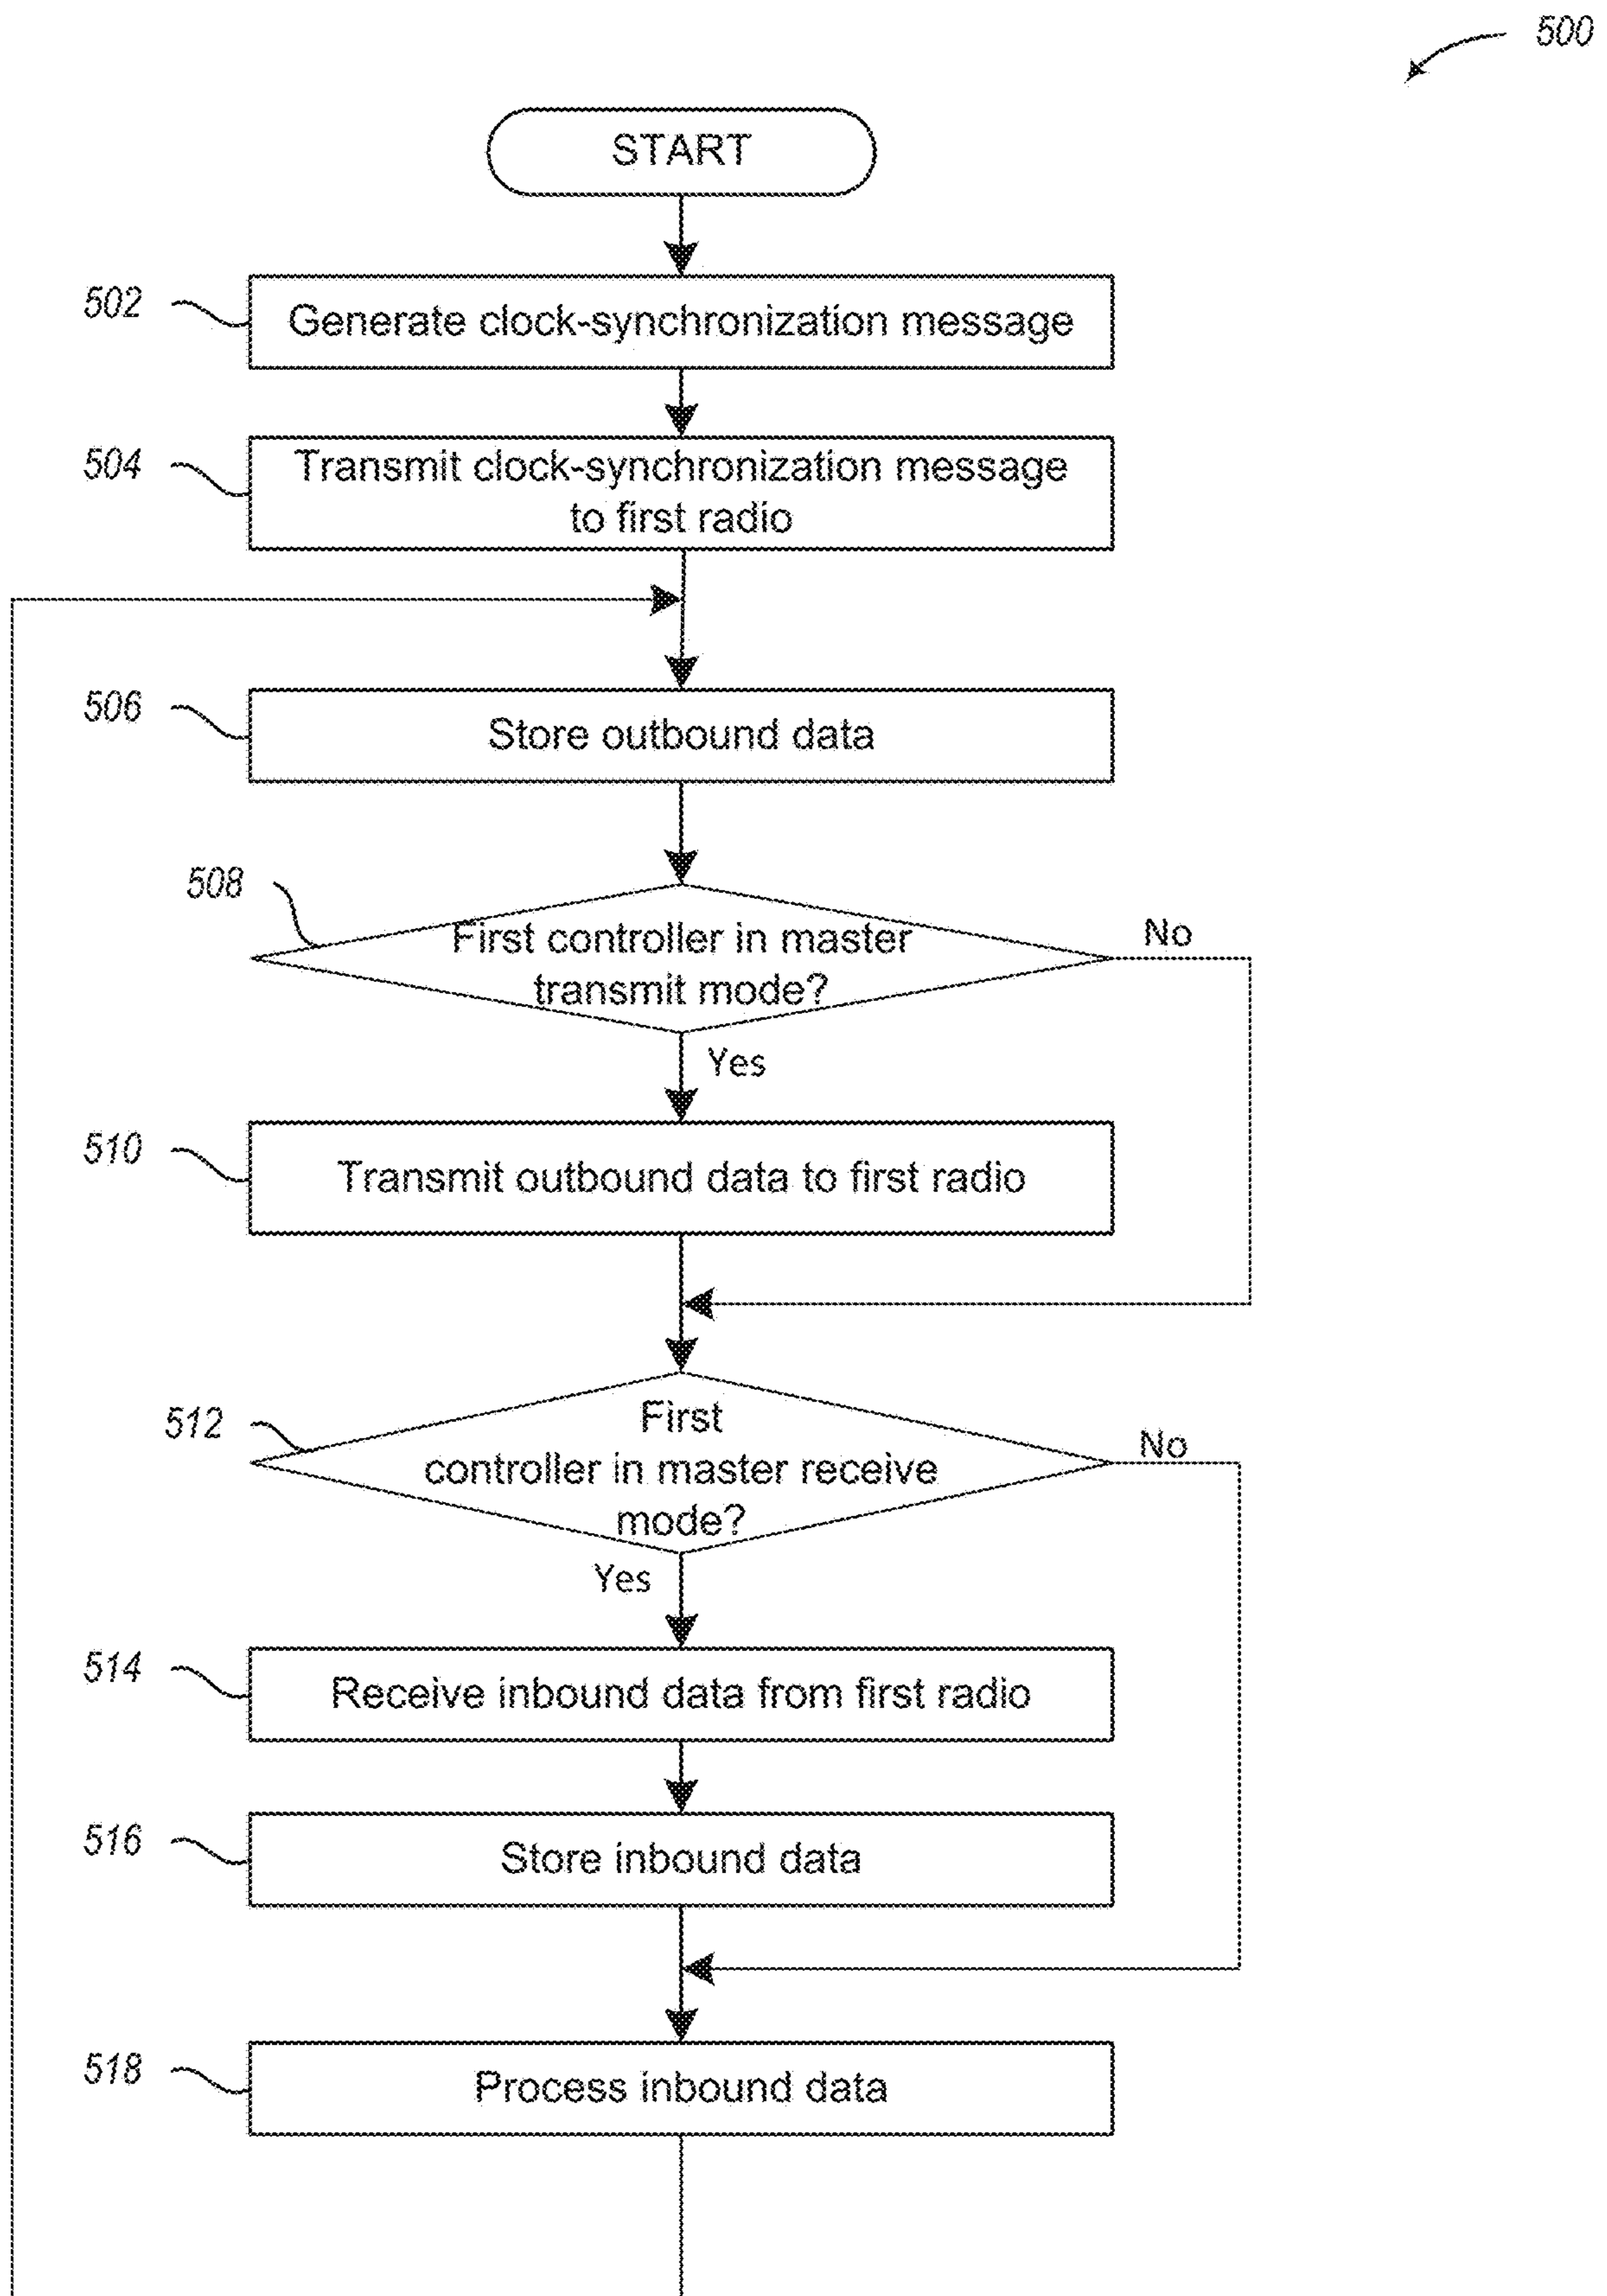 500
START
502
Generate clock-synchronization message
504
Transmit clock-synchronization message
to first radio
506
Store outbound data
508
First controller in master
transmit mode?
No
Yes
510
Transmit outbound data to first radio
512
First
controller in master receive
mode?
No
Yes
514
Receive inbound data from first radio
516
Store inbound data
518
Process inbound data